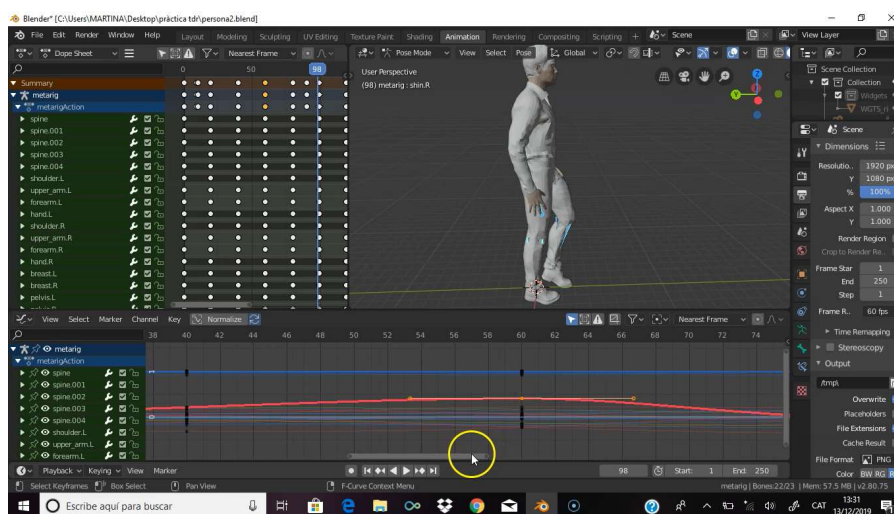 Blender* [C:\Users\MARTINA\Desktop\pràctica tdr\persona2.blend]
File Edit Render Window Help Layout Modeling Sculpting UV Editing Texture Paint Shading Animation Rendering Compositing Scripting + Scene View Layer
Dope Sheet Nearest Frame Pose Mode View Select Pose Global
0 50 98
User Perspective
(98) metarig : shin.R
Summary
metarig
metarigAction
spine
spine.001
spine.002
spine.003
spine.004
shoulder.L
upper_arm.L
forearm.L
hand.L
shoulder.R
upper_arm.R
forearm.R
hand.R
breast.L
breast.R
pelvis.L
Scene Collection
Collection
Widgets
WGTS_ri
Scene
Dimensions
Resolutio.. 1920 px
Y 1080 px
% 100%
Aspect X 1.000
Y 1.000
Render Region
Crop to Render Re..
Frame Star 1
End 250
Step 1
Frame R.. 60 fps
Time Remapping
Stereoscopy
Output
/tmp\
Overwrite
Placeholders
File Extensions
Cache Result
File Format PNG
Color BW RG R
View Select Marker Channel Key Normalize Nearest Frame
38 40 42 44 46 48 50 52 54 56 58 60 62 64 66 68 70 72 74
metarig
metarigAction
spine
spine.001
spine.002
spine.003
spine.004
shoulder.L
upper_arm.L
forearm.L
Playback Keying View Marker 98 Start: 1 End: 250
Select Keyframes Box Select Pan View F-Curve Context Menu metarig | Bones:22/23 | Mem: 57.5 MB | v2.80.75
Escribe aquí para buscar CAT 13:31
13/12/2019